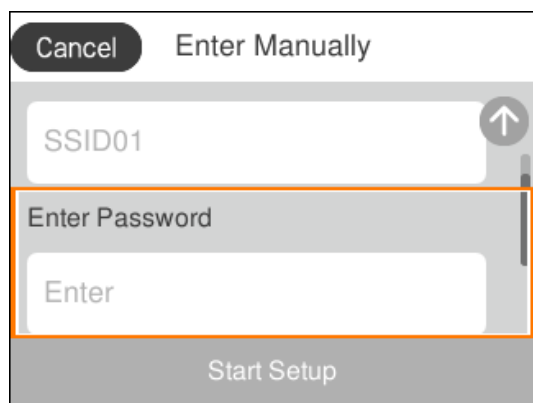 Cancel Enter Manually
SSID01
Enter Password
Enter
Start Setup